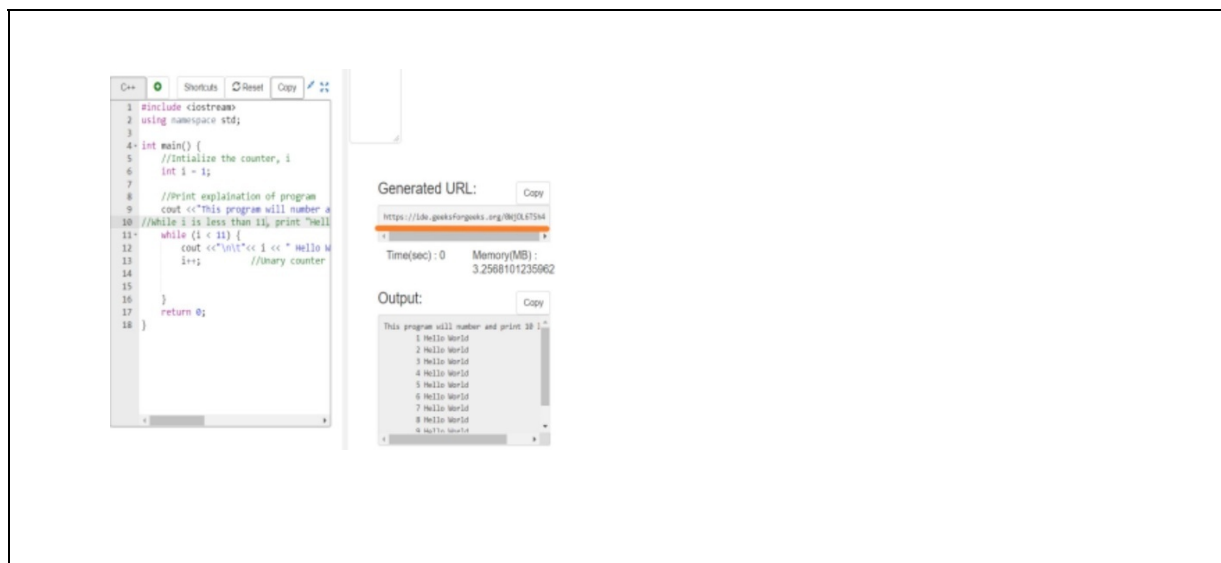 C++ Shortcuts Reset Copy
1 #include <iostream>
2 using namespace std;
3
4 int main() {
5 //Intialize the counter, i
6 int i = 1;
7
8 //Print explaination of program
9 cout <<"This program will number a
10 //While i is less than 11, print "Hell
11 while (i < 11) {
12 cout <<"\n\t"<< i << " Hello W
13 i++; //Unary counter
14
15
16 }
17 return 0;
18 }
Generated URL:
Copy
Time(sec) : 0 Memory(MB) :
3.2568101235962
Output:
Copy
This program will number and print 10 l
1 Hello World
2 Hello World
3 Hello World
4 Hello World
5 Hello World
6 Hello World
7 Hello World
8 Hello World
9 Hello World